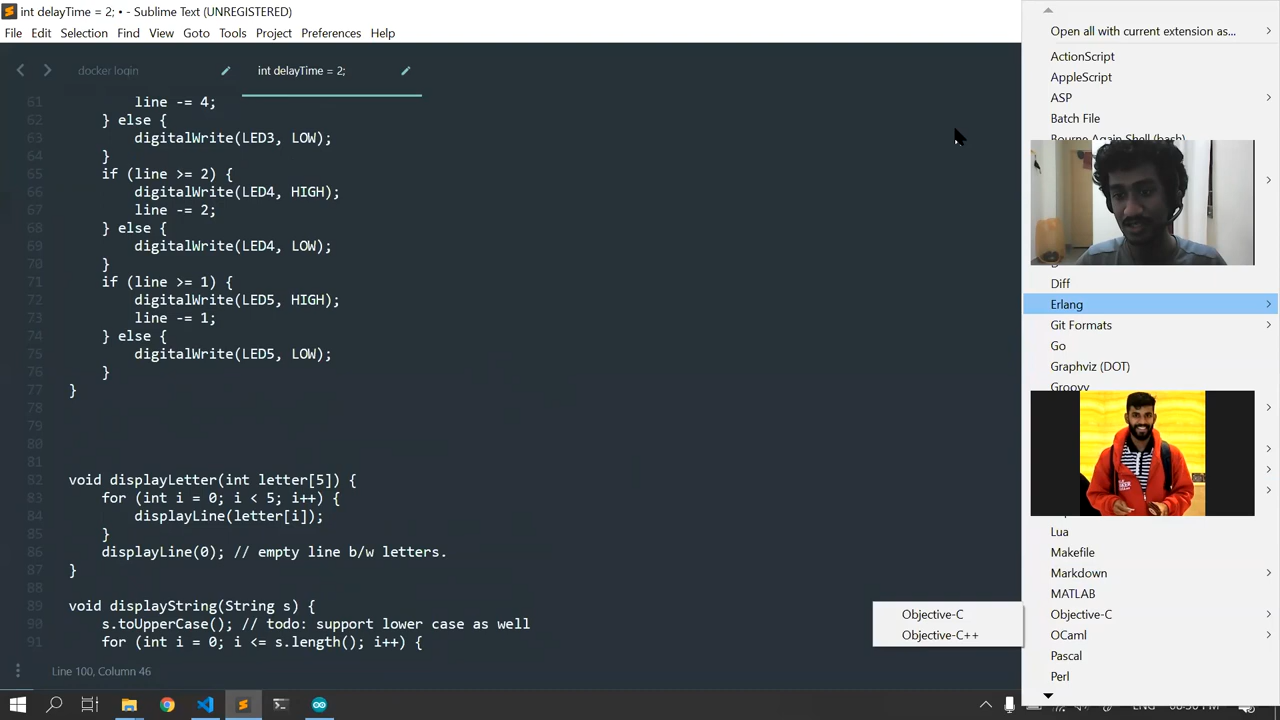 int delayTime = 2; • - Sublime Text (UNREGISTERED)
File Edit Selection Find View Goto Tools Project Preferences Help
docker login
int delayTime = 2;
61 line -= 4;
62 } else {
63 digitalWrite(LED3, LOW);
64 }
65 if (line >= 2) {
66 digitalWrite(LED4, HIGH);
67 line -= 2;
68 } else {
69 digitalWrite(LED4, LOW);
70 }
71 if (line >= 1) {
72 digitalWrite(LED5, HIGH);
73 line -= 1;
74 } else {
75 digitalWrite(LED5, LOW);
76 }
77 }
78
79
80
81
82 void displayLetter(int letter[5]) {
83 for (int i = 0; i < 5; i++) {
84 displayLine(letter[i]);
85 }
86 displayLine(0); // empty line b/w letters.
87 }
88
89 void displayString(String s) {
90 s.toUpperCase(); // todo: support lower case as well
91 for (int i = 0; i <= s.length(); i++) {
Line 100, Column 46
Open all with current extension as...
ActionScript
AppleScript
ASP
Batch File
Bourne Again Shell (bash)
Diff
Erlang
Git Formats
Go
Graphviz (DOT)
Groovy
Lua
Makefile
Markdown
MATLAB
Objective-C
OCaml
Pascal
Perl
Objective-C
Objective-C++